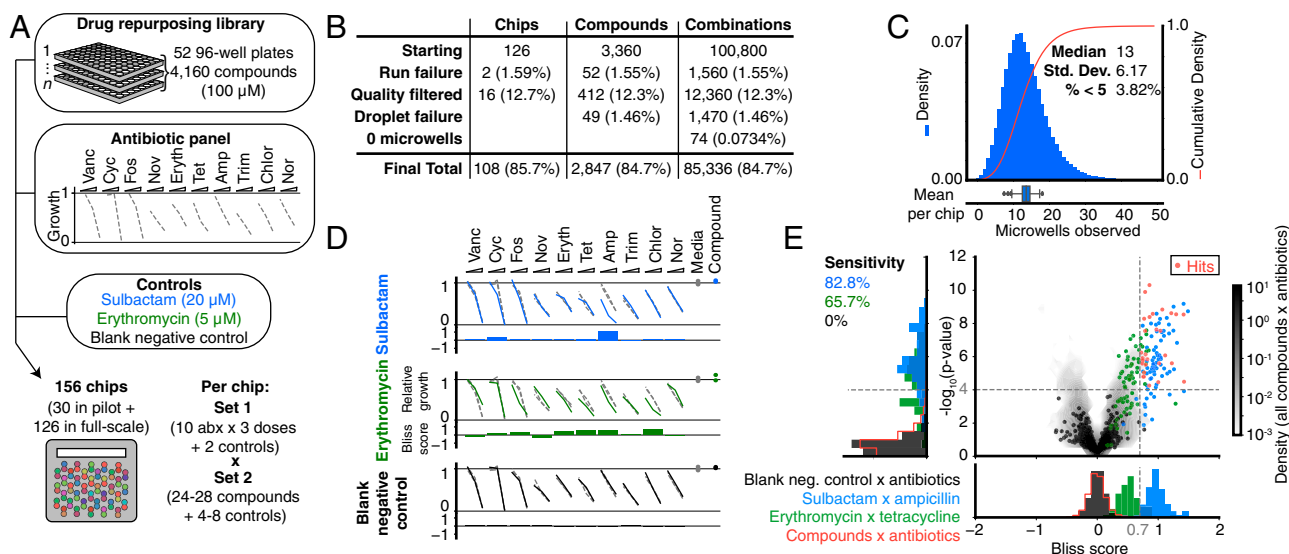 A
Drug repurposing library
1
⋮
n
52 96-well plates
4,160 compounds
(100 µM)
Antibiotic panel
Vanc
Cyc
Fos
Nov
Eryth
Tet
Amp
Trim
Chlor
Nor
Growth
1
0
Controls
Sulbactam (20 µM)
Erythromycin (5 µM)
Blank negative control
156 chips
(30 in pilot +
126 in full-scale)
Per chip:
Set 1
(10 abx x 3 doses
+ 2 controls)
x
Set 2
(24-28 compounds
+ 4-8 controls)
B
Chips Compounds Combinations
Starting 126 3,360 100,800
Run failure 2 (1.59%) 52 (1.55%) 1,560 (1.55%)
Quality filtered 16 (12.7%) 412 (12.3%) 12,360 (12.3%)
Droplet failure 49 (1.46%) 1,470 (1.46%)
0 microwells 74 (0.0734%)
Final Total 108 (85.7%) 2,847 (84.7%) 85,336 (84.7%)
C
0.07
Density
0.00
1.0
Cumulative Density
0.0
Median 13
Std. Dev. 6.17
% < 5 3.82%
Mean
per chip
0 10 20 30 40 50
Microwells observed
D
Vanc
Cyc
Fos
Nov
Eryth
Tet
Amp
Trim
Chlor
Nor
Media
Compound
Sulbactam
1
0
1
−1
Erythromycin
Relative
growth
Bliss
score
1
0
1
−1
Blank negative
control
1
0
1
−1
E
Sensitivity
82.8%
65.7%
0%
-log10(p-value)
12
10
8
6
4
2
0
Hits
10¹
10⁰
10⁻¹
10⁻²
10⁻³
Density (all compounds x antibiotics)
Blank neg. control x antibiotics
Sulbactam x ampicillin
Erythromycin x tetracycline
Compounds x antibiotics
−2 −1 0 0.7 1 2
Bliss score